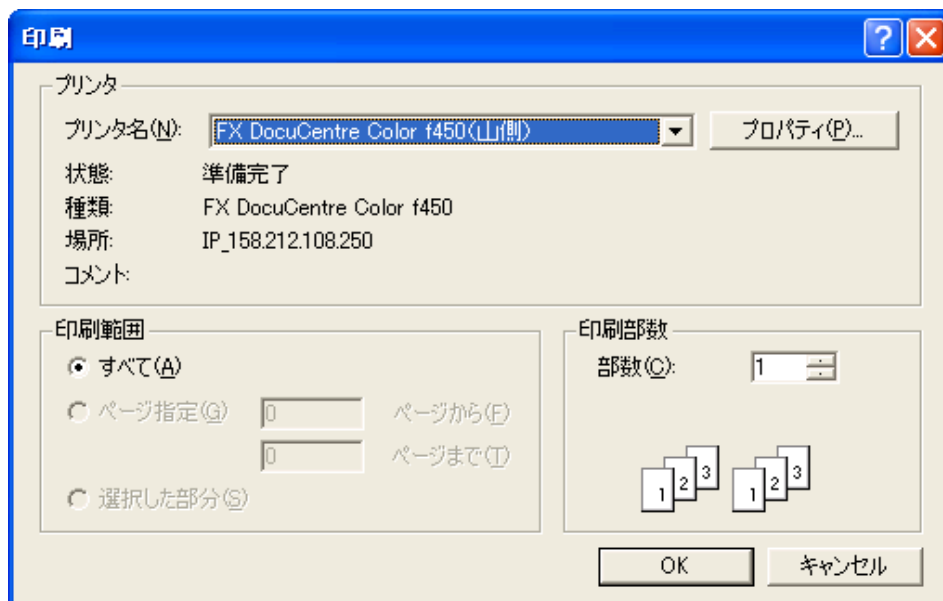 印刷
プリンタ
プリンタ名(N): FX DocuCentre Color f450(山側) プロパティ(P)...
状態: 準備完了
種類: FX DocuCentre Color f450
場所: IP_158.212.108.250
コメント:
印刷範囲
すべて(A)
ページ指定(G) 0 ページから(F)
0 ページまで(T)
選択した部分(S)
印刷部数
部数(C): 1
1 2 3 1 2 3
OK キャンセル